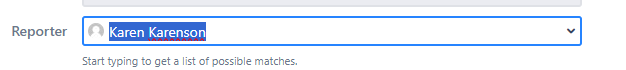 Reporter Karen Karenson
Start typing to get a list of possible matches.